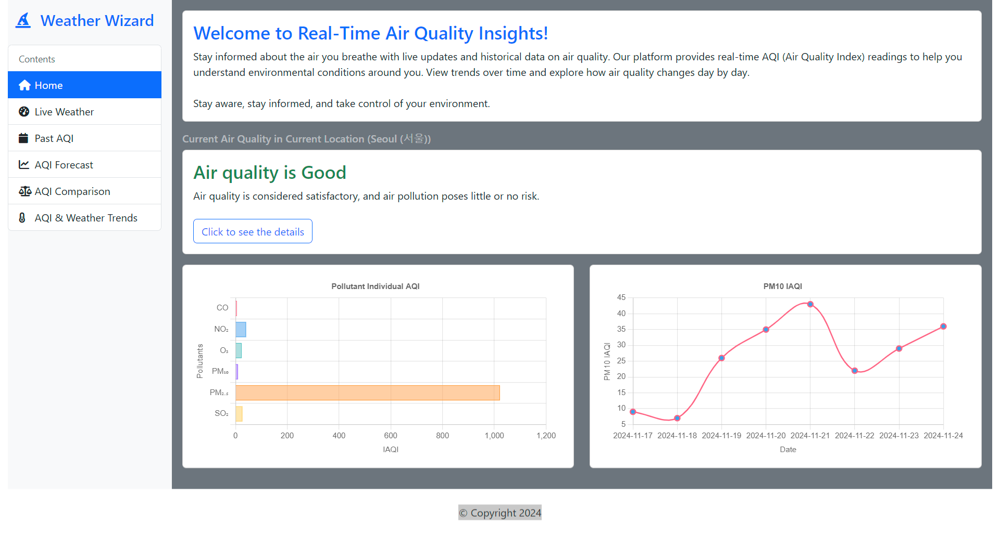 Weather Wizard
Contents
Home
Live Weather
Past AQI
AQI Forecast
AQI Comparison
AQI & Weather Trends
Welcome to Real-Time Air Quality Insights!
Stay informed about the air you breathe with live updates and historical data on air quality. Our platform provides real-time AQI (Air Quality Index) readings to help you
understand environmental conditions around you. View trends over time and explore how air quality changes day by day.
Stay aware, stay informed, and take control of your environment.
Current Air Quality in Current Location (Seoul (서울))
Air quality is Good
Air quality is considered satisfactory, and air pollution poses little or no risk.
Click to see the details
Pollutant Individual AQI
Pollutants
CO
NO₂
O₃
PM₁₀
PM₂.₅
SO₂
0 200 400 600 800 1,000 1,200
IAQI
PM10 IAQI
PM10 IAQI
45
40
35
30
25
20
15
10
5
2024-11-17 2024-11-18 2024-11-19 2024-11-20 2024-11-21 2024-11-22 2024-11-23 2024-11-24
Date
© Copyright 2024